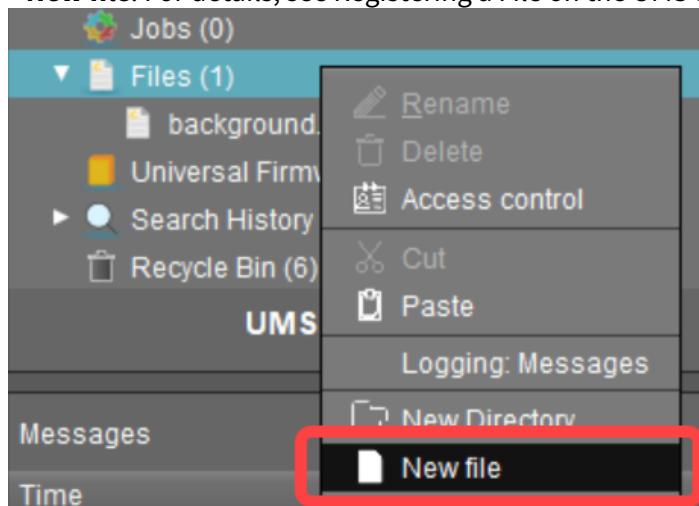 Jobs (0)
Files (1)
background.
Universal Firmw
Search History
Recycle Bin (6)
UMS
Messages
Time
Rename
Delete
Access control
Cut
Paste
Logging: Messages
New Directory
New file